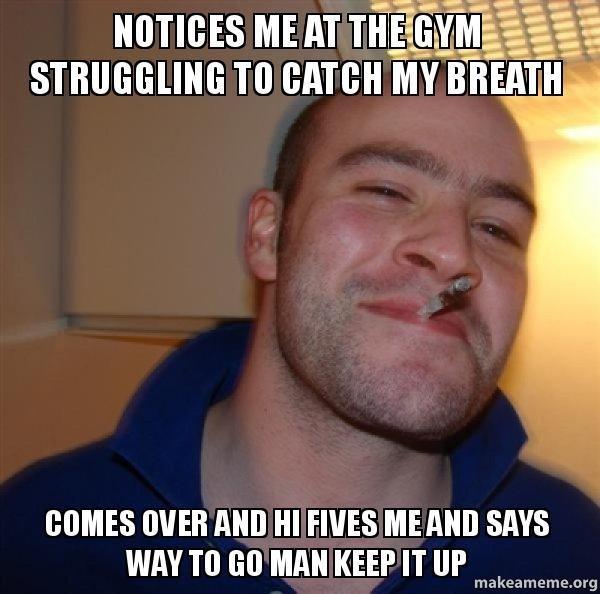 NOTICES ME AT THE GYM
STRUGGLING TO CATCH MY BREATH
COMES OVER AND HI FIVES ME AND SAYS
WAY TO GO MAN KEEP IT UP
makeameme.org